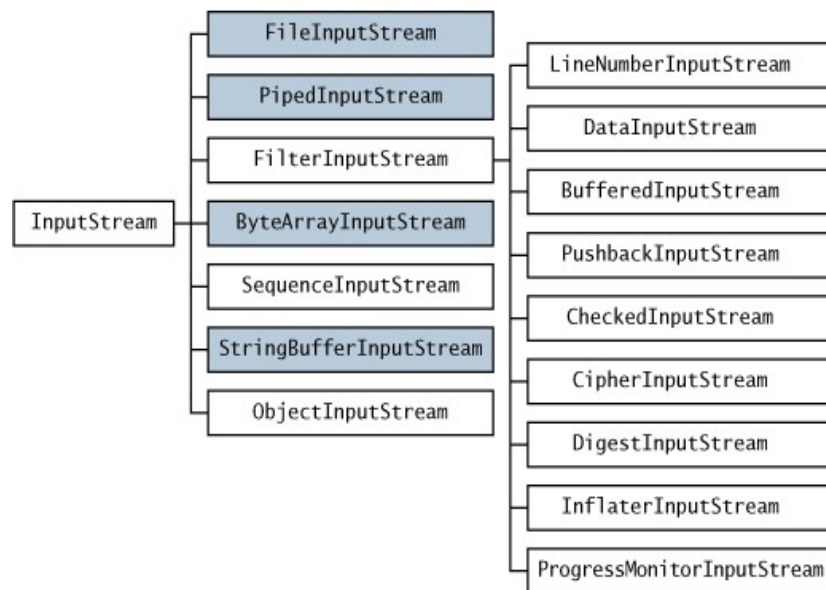 InputStream
FileInputStream
PipedInputStream
FilterInputStream
ByteArrayInputStream
SequenceInputStream
StringBufferInputStream
ObjectInputStream
LineNumberInputStream
DataInputStream
BufferedInputStream
PushbackInputStream
CheckedInputStream
CipherInputStream
DigestInputStream
InflaterInputStream
ProgressMonitorInputStream